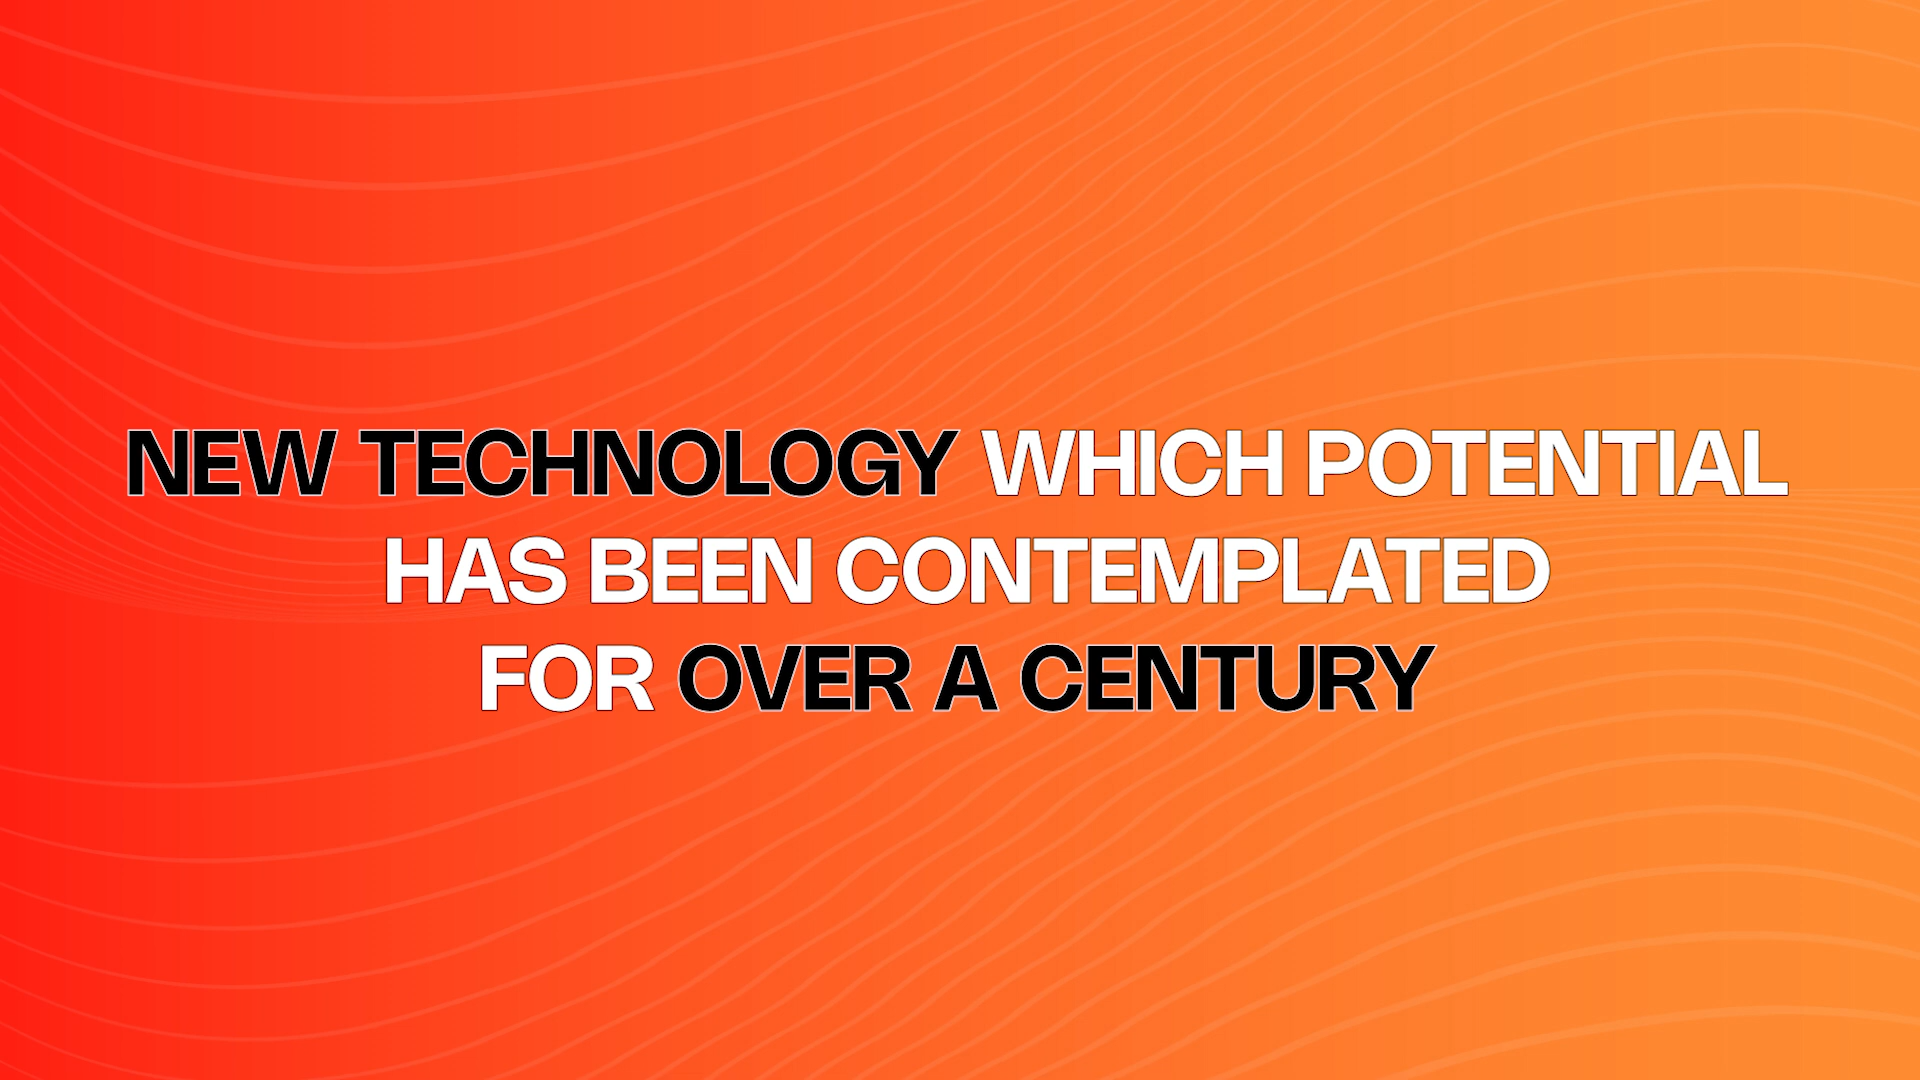 NEW TECHNOLOGY WHICH POTENTIAL
HAS BEEN CONTEMPLATED
FOR OVER A CENTURY